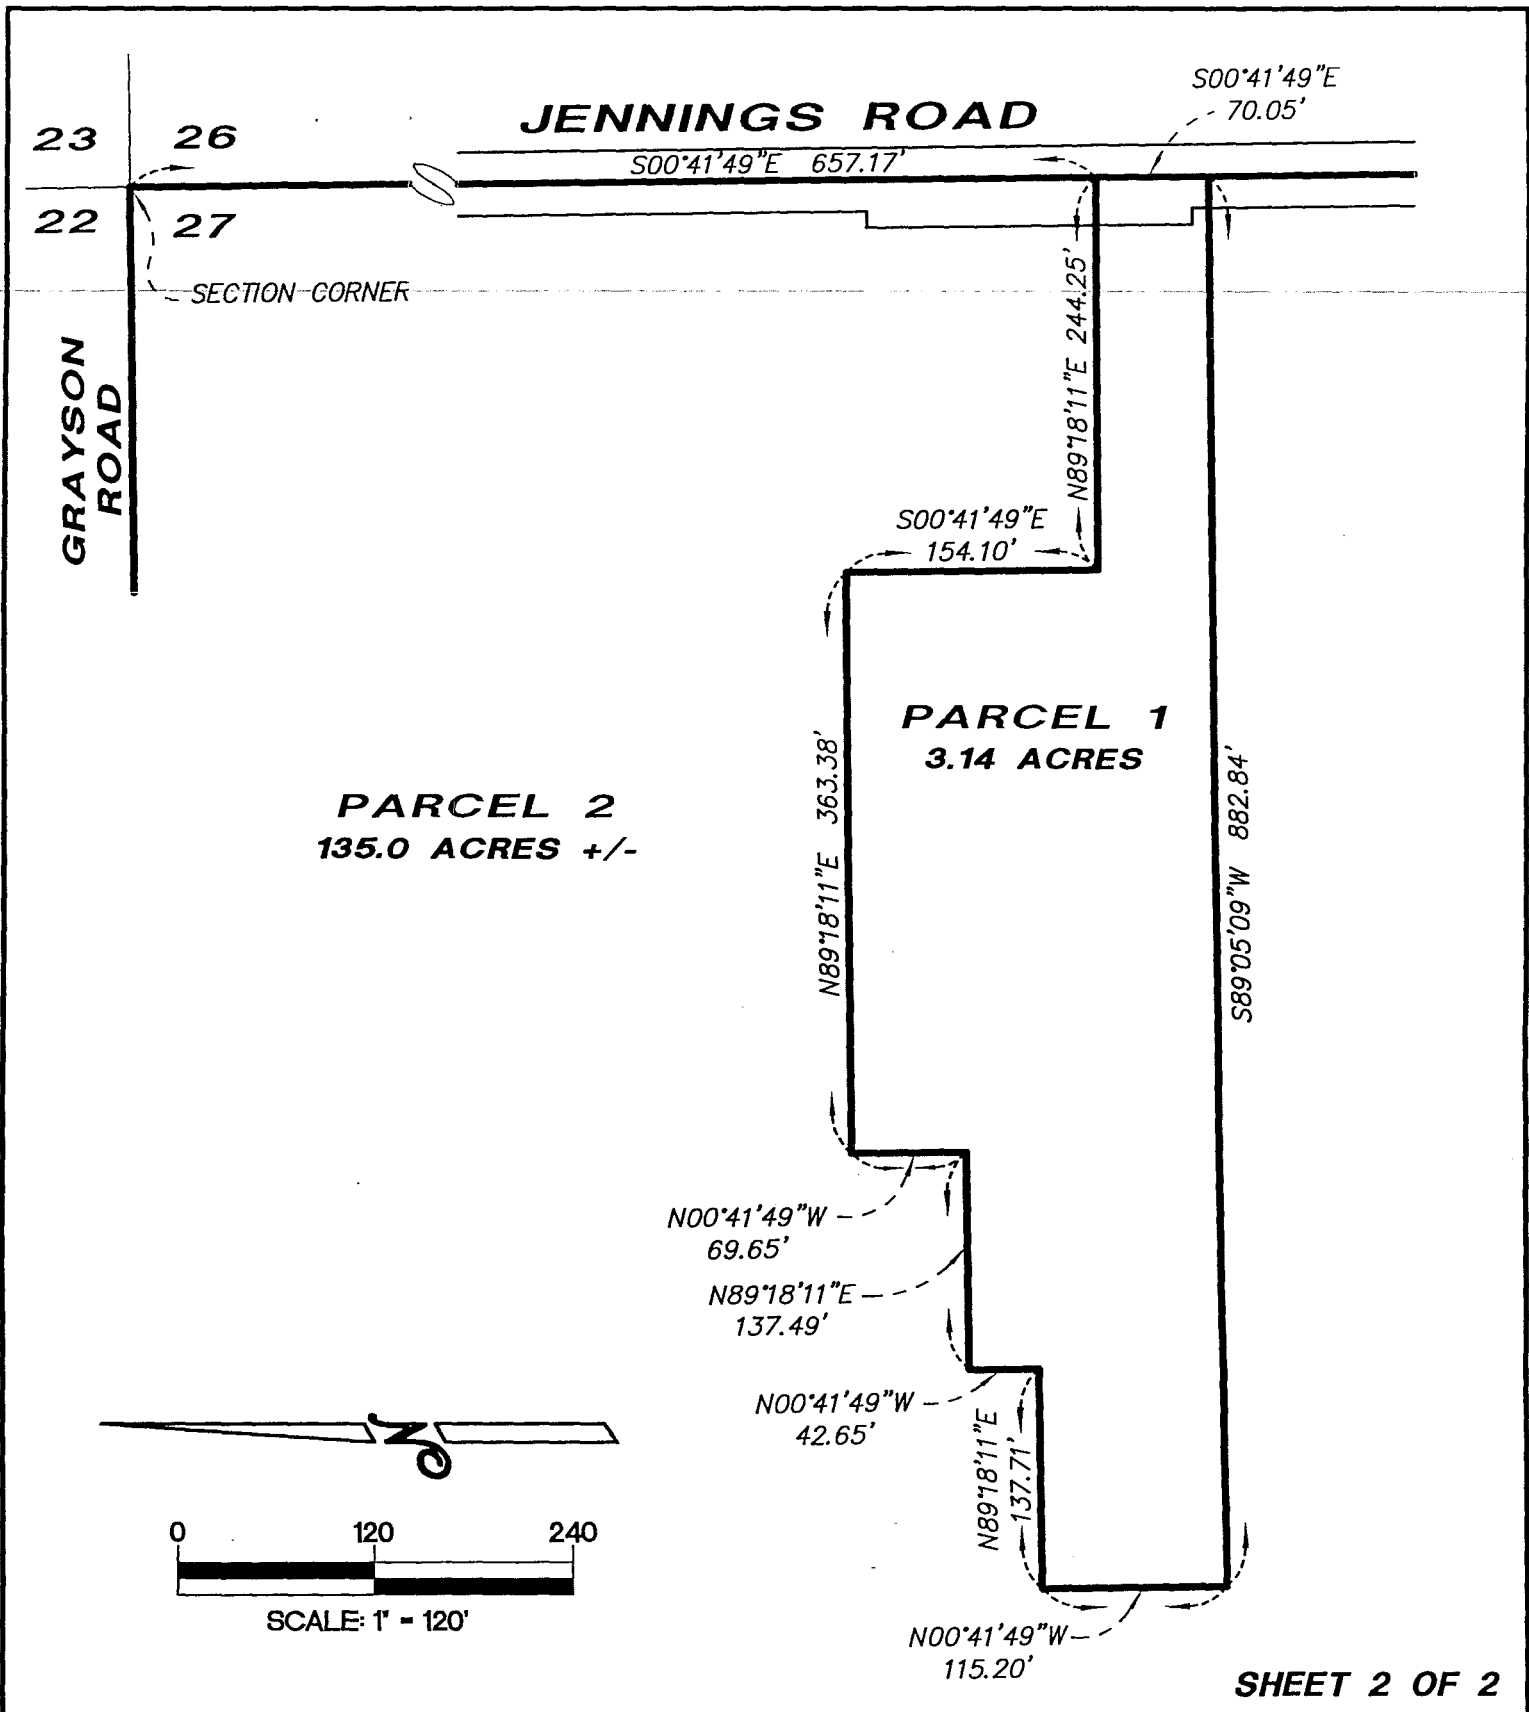 S00°41'49"E
70.05'
JENNINGS ROAD
23 26
S00°41'49"E 657.17'
22 27
SECTION CORNER
N89°18'11"E 244.25'
GRAYSON
ROAD
S00°41'49"E
154.10'
PARCEL 1
3.14 ACRES
N89°18'11"E 363.38'
S89°05'09"W 882.84'
PARCEL 2
135.0 ACRES +/-
N00°41'49"W
69.65'
N89°18'11"E
137.49'
N00°41'49"W
42.65'
N89°18'11"E
137.71'
N
0 120 240
SCALE: 1" = 120'
N00°41'49"W
115.20'
SHEET 2 OF 2